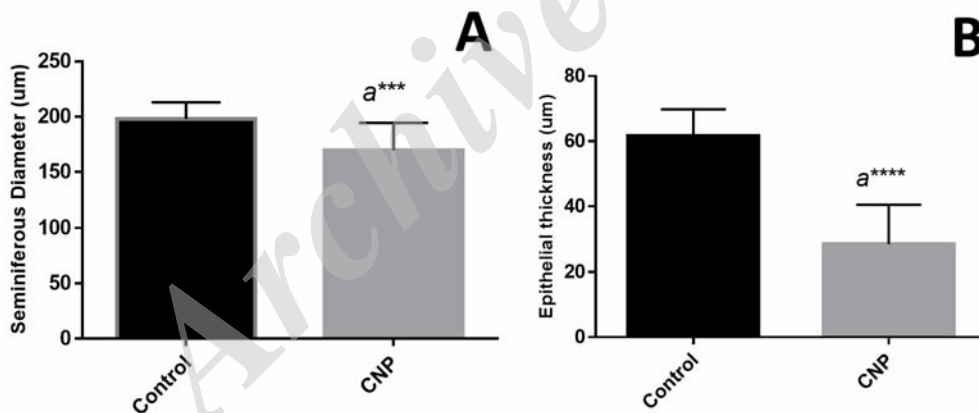 A
Seminiferous Diameter (um)
250
200
150
100
50
0
a***
Control
CNP
B
Epithelial thickness (um)
80
60
40
20
0
a****
Control
CNP
Archive